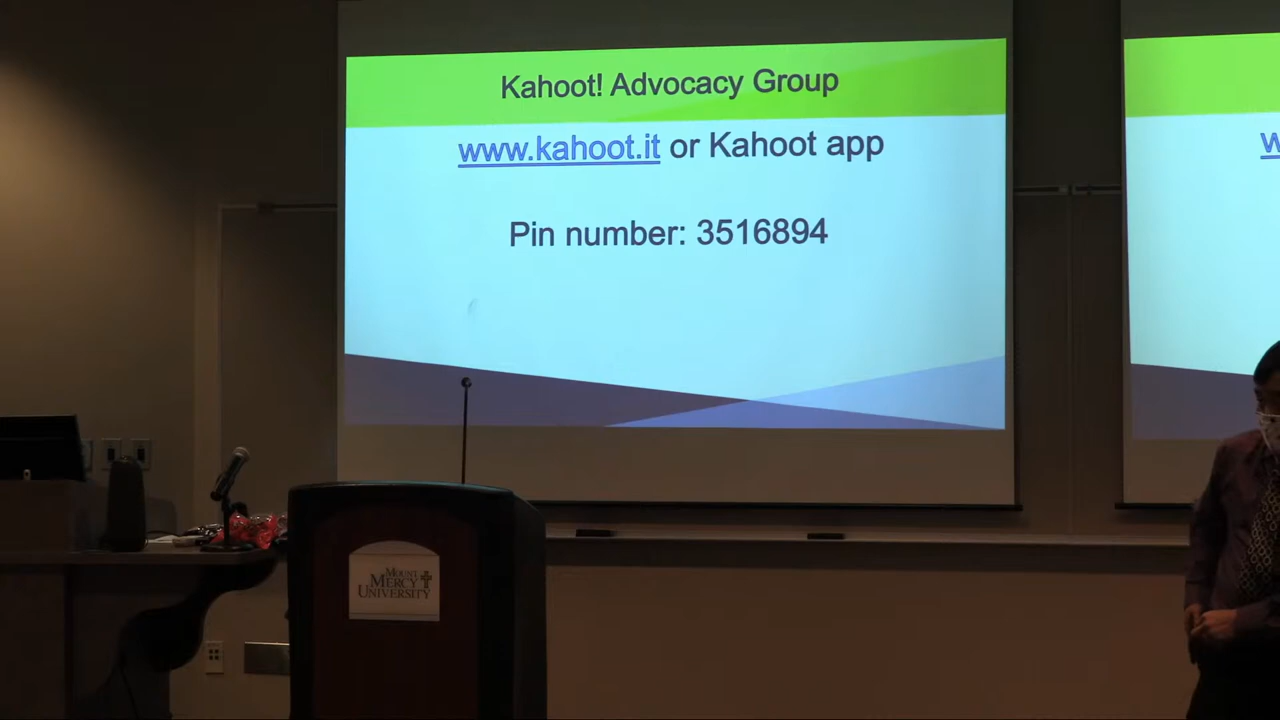 Kahoot! Advocacy Group
www.kahoot.it or Kahoot app
Pin number: 3516894
w
MOUNT
MERCY
UNIVERSITY